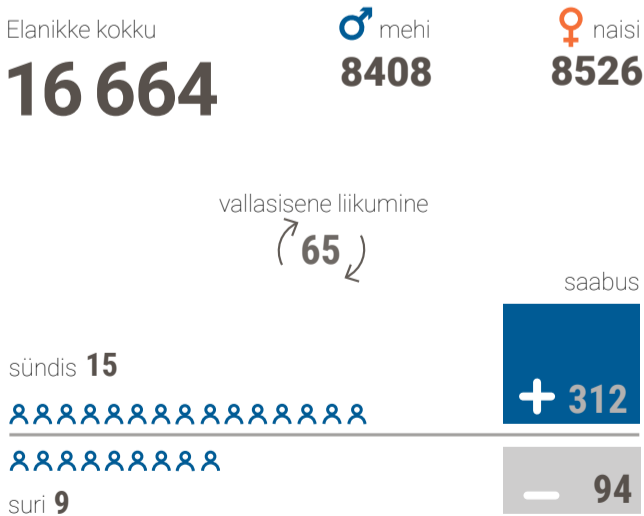 Elanikke kokku
16 664
mehi
8408
naisi
8526
vallasisene liikumine
65
saabus
+ 312
sündis 15
suri 9
− 94